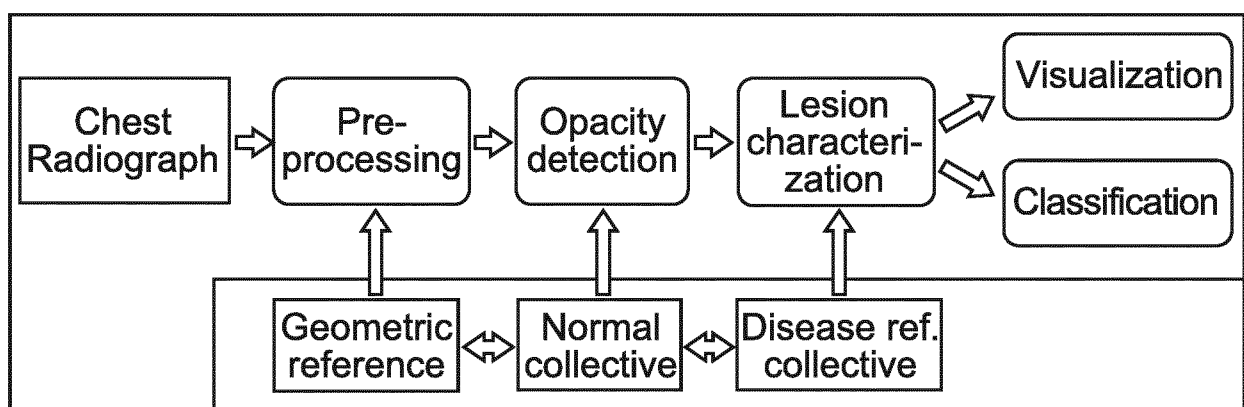 Chest
Radiograph
Pre-
processing
Opacity
detection
Lesion
characteri-
zation
Visualization
Classification
Geometric
reference
Normal
collective
Disease ref.
collective